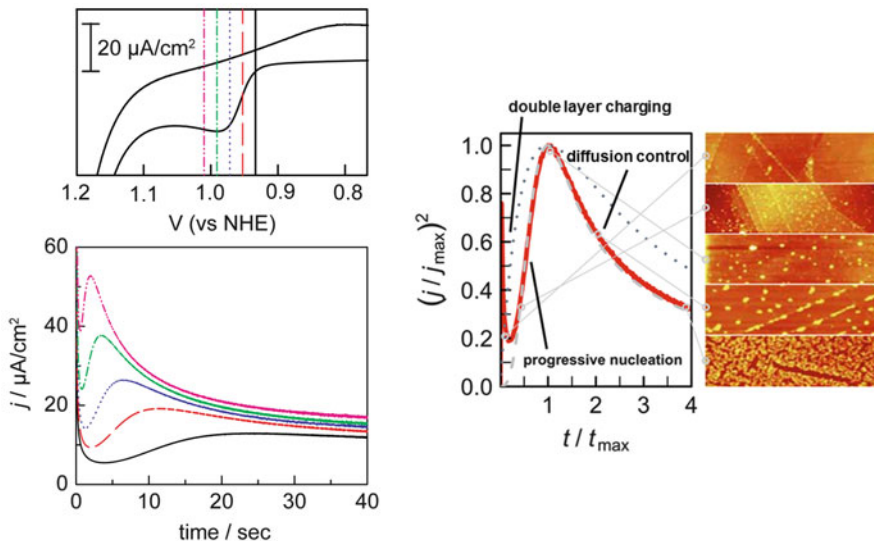 20 μA/cm²
1.2 1.1 1.0 0.9 0.8
V (vs NHE)
60
40
20
0
j / μA/cm²
0 10 20 30 40
time / sec
double layer charging
diffusion control
progressive nucleation
1.0
0.8
0.6
0.4
0.2
0.0
(j / jmax)²
0 1 2 3 4
t / tmax